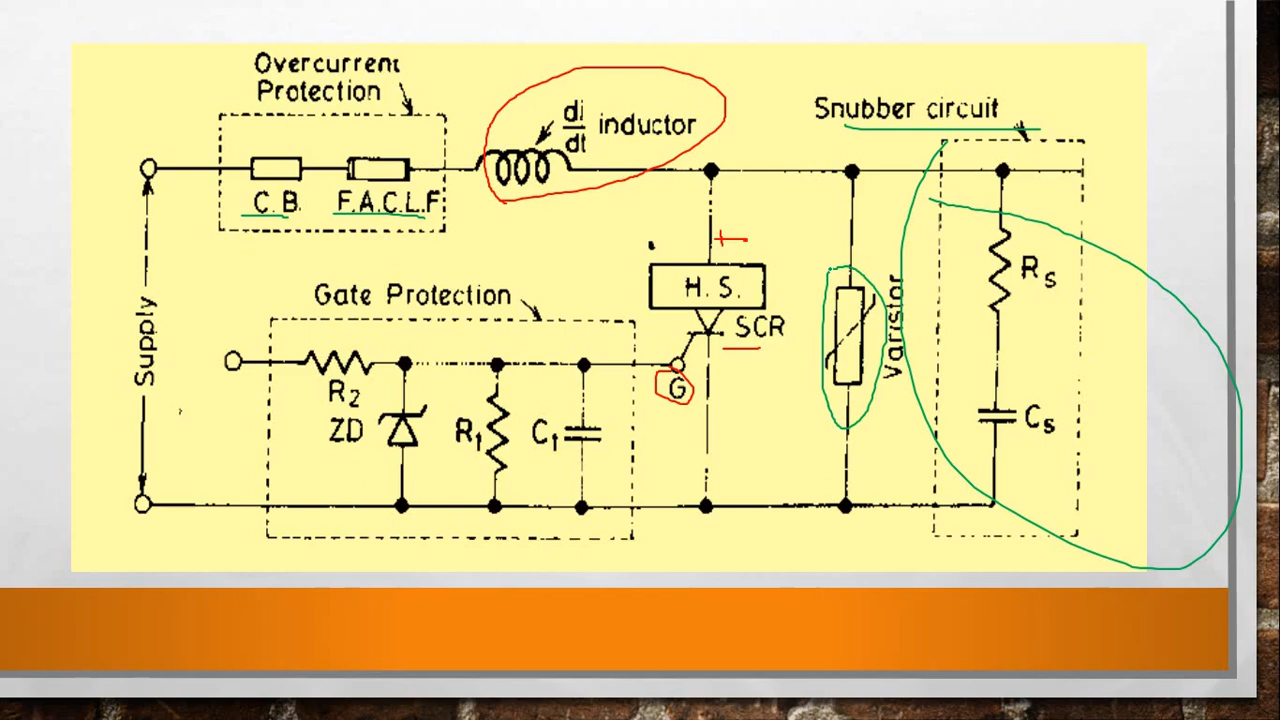 Overcurrent
Protection
di
dt
inductor
Snubber circuit
C.B.
F.A.C.L.F
H.S.
SCR
G
Varistor
Rs
Cs
Supply
Gate Protection
R2
ZD
R1
C1